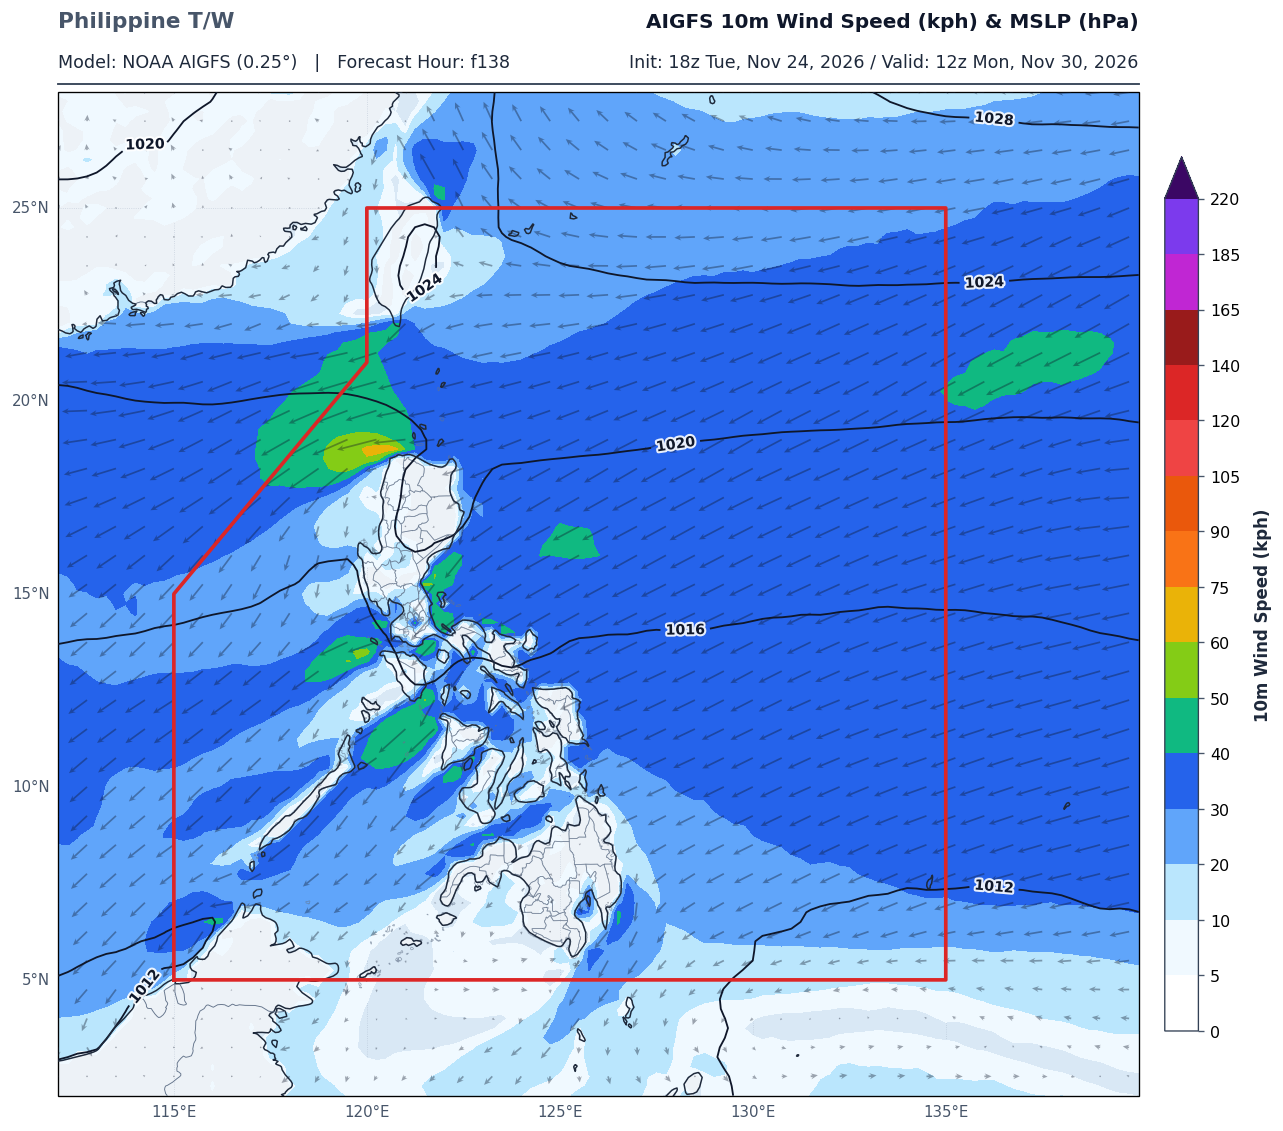 Philippine T/W
AIGFS 10m Wind Speed (kph) & MSLP (hPa)
Model: NOAA AIGFS (0.25°) | Forecast Hour: f138
Init: 18z Tue, Nov 24, 2026 / Valid: 12z Mon, Nov 30, 2026
1028
1020
25°N
1024
1024
20°N
1020
15°N
1016
10°N
1012
5°N
1012
115°E
120°E
125°E
130°E
135°E
220
185
165
140
120
105
90
75
60
50
40
30
20
10
5
0
10m Wind Speed (kph)